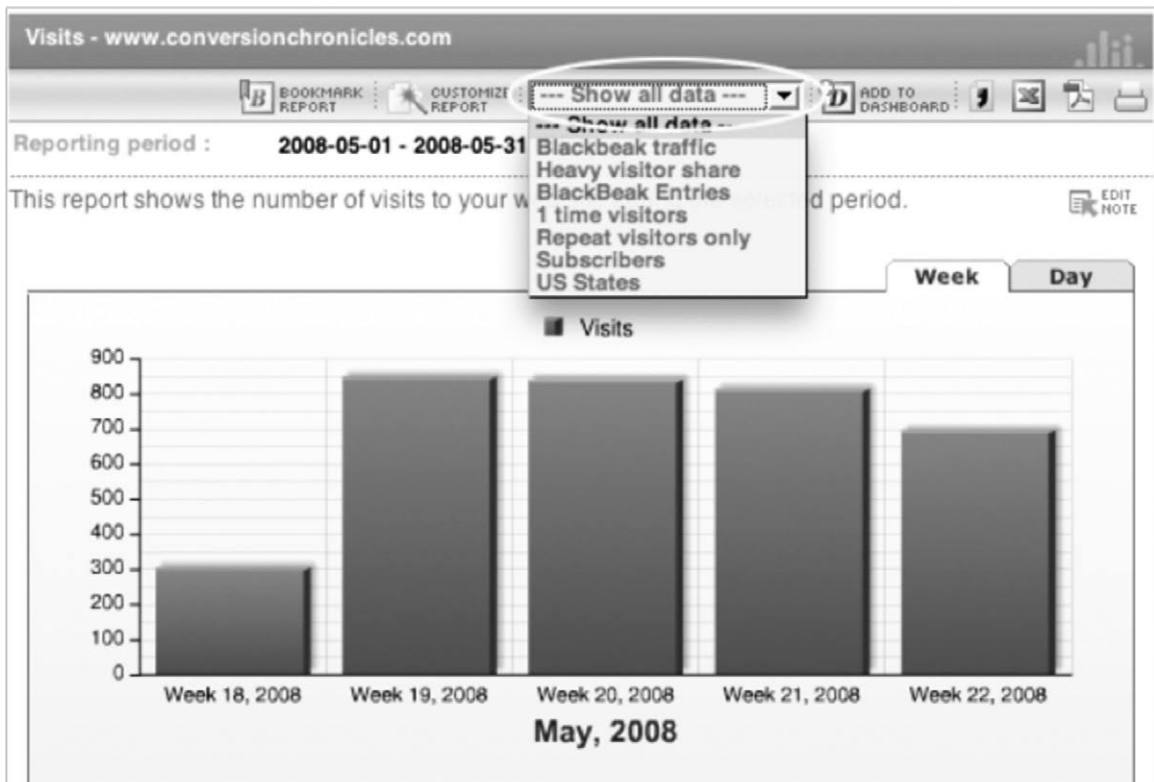 Visits - www.conversionchronicles.com
B BOOKMARK REPORT
CUSTOMIZE REPORT
--- Show all data ---
D ADD TO DASHBOARD
--- Show all data --
Reporting period : 2008-05-01 - 2008-05-31
Blackbeak traffic
Heavy visitor share
BlackBeak Entries
1 time visitors
Repeat visitors only
Subscribers
US States
This report shows the number of visits to your w d period.
EDIT NOTE
Week Day
Visits
900
800
700
600
500
400
300
200
100
0
Week 18, 2008 Week 19, 2008 Week 20, 2008 Week 21, 2008 Week 22, 2008
May, 2008